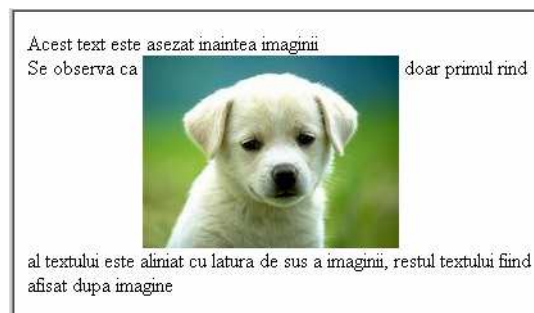 Acest text este asezat inaintea imaginii
Se observa ca doar primul rind
al textului este aliniat cu latura de sus a imaginii, restul textului fiind
afisat dupa imagine